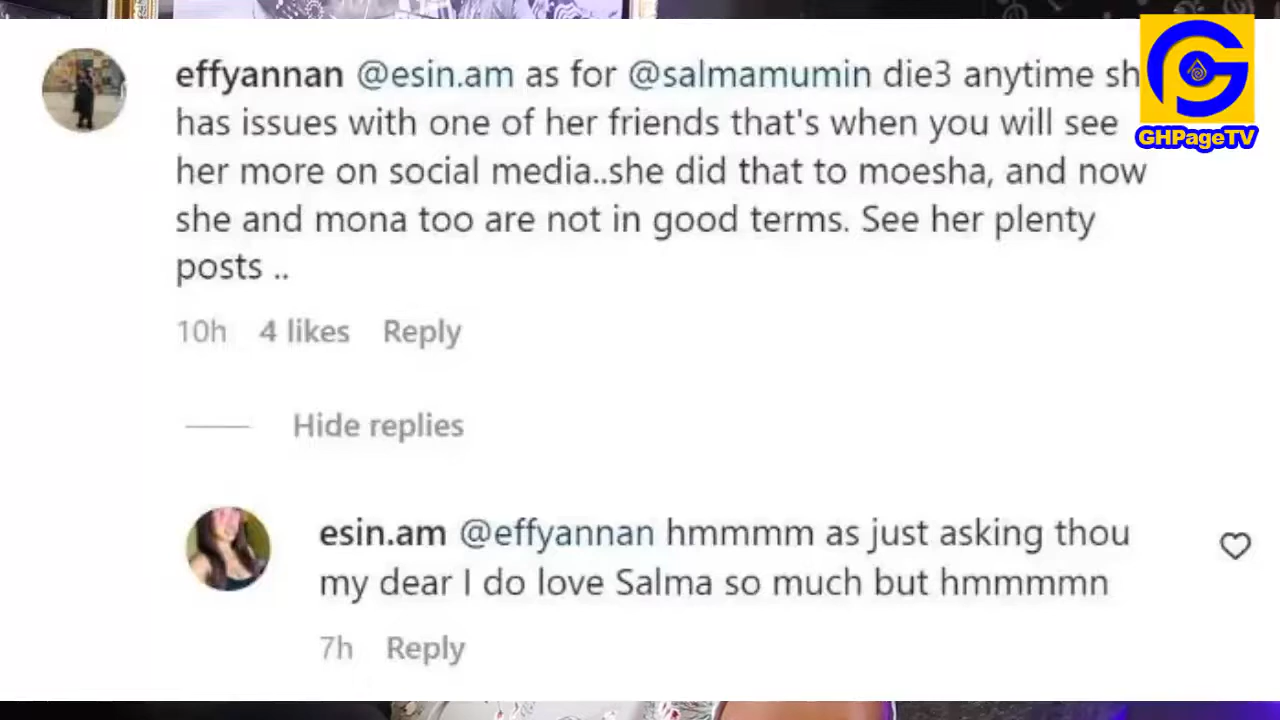 effyannan @esin.am as for @salmamumin die3 anytime sh
has issues with one of her friends that's when you will see
her more on social media..she did that to moesha, and now
she and mona too are not in good terms. See her plenty
posts ..
10h 4 likes Reply
Hide replies
esin.am @effyannan hmmmm as just asking thou
my dear I do love Salma so much but hmmmmn
7h Reply
GHPageTV